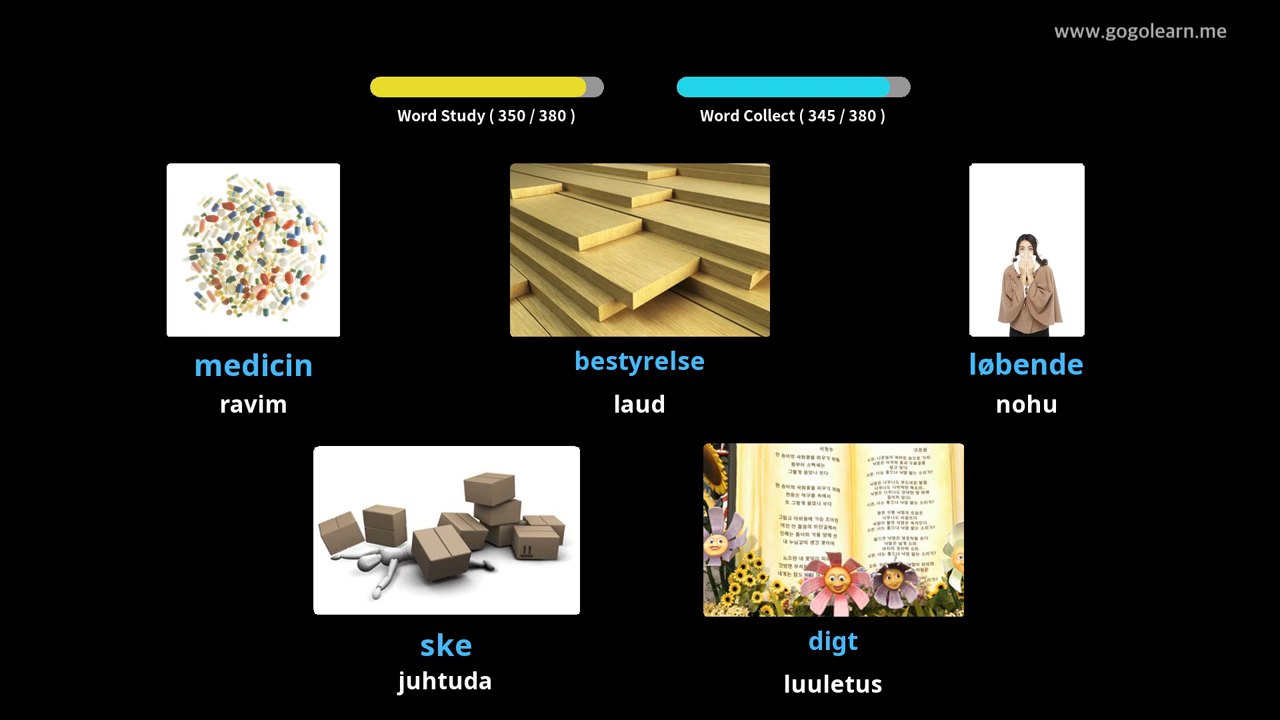 www.gogolearn.me
Word Study ( 350 / 380 )
Word Collect ( 345 / 380 )
medicin
ravim
bestyrelse
laud
løbende
nohu
ske
juhtuda
digt
luuletus